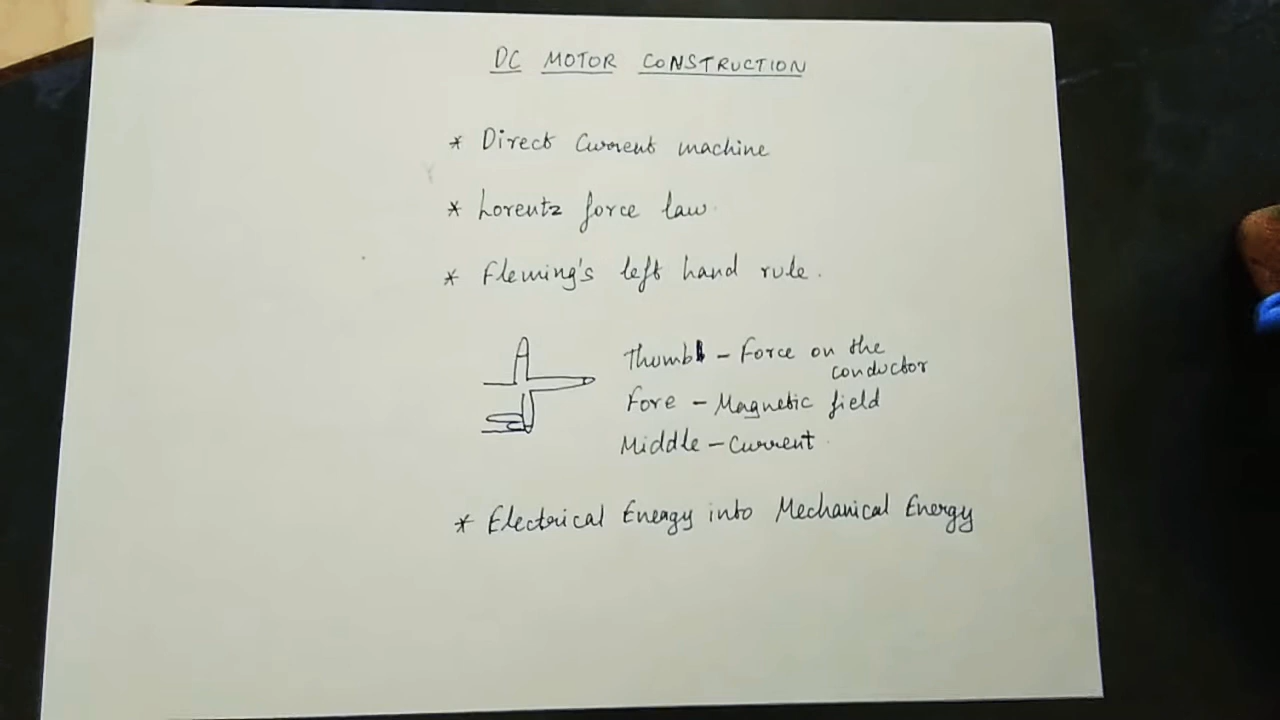 DC MOTOR CONSTRUCTION
* Direct Current machine
* Lorentz force law.
* Fleming's left hand rule.
Thumb - Force on the
conductor
Fore - Magnetic field
Middle - Current.
* Electrical Energy into Mechanical Energy